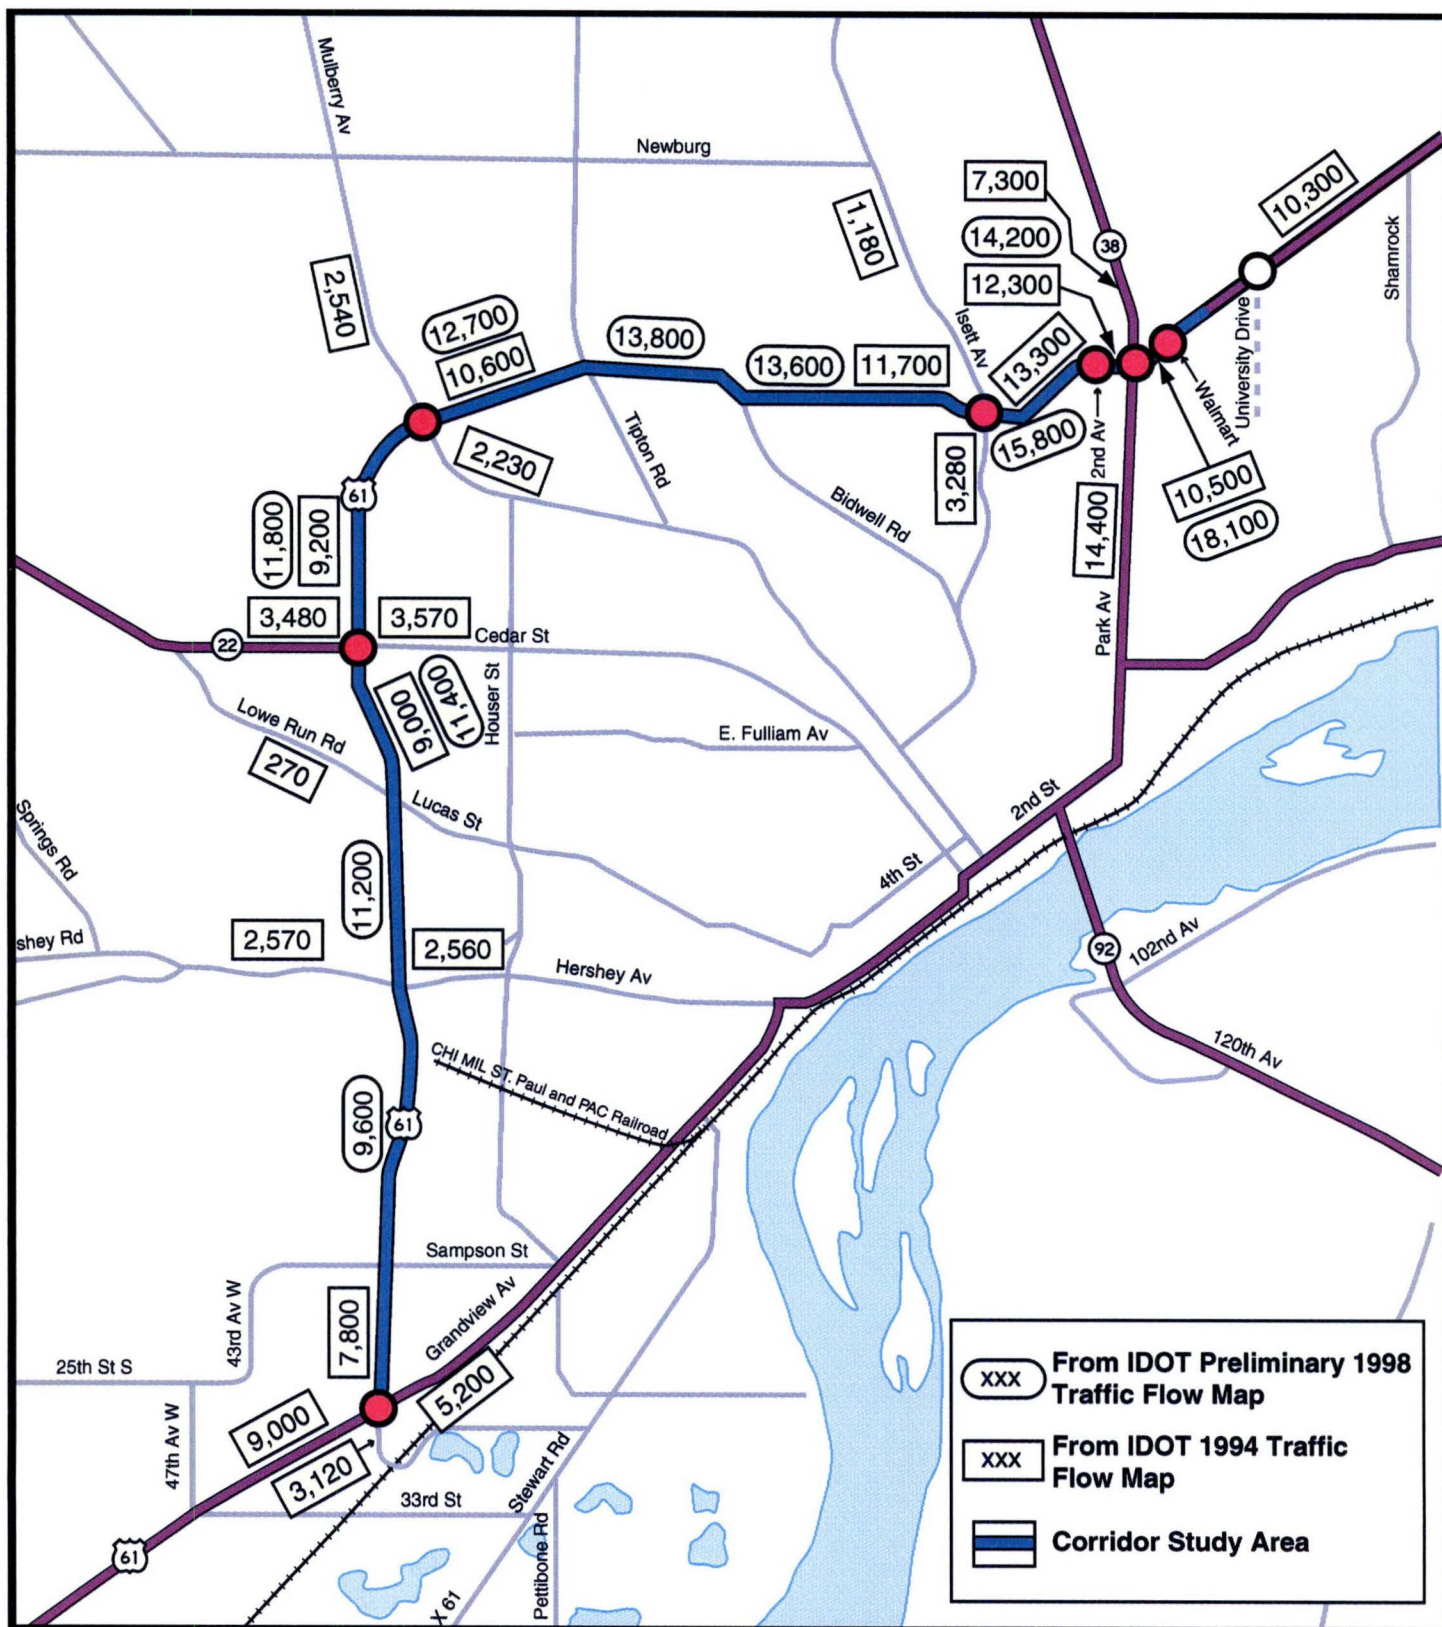 Mulberry Av
Newburg
7,300
10,300
1,180
14,200
38
Shamrock
12,300
2,540
12,700
Isett Av
10,600
13,800
13,300
University Drive
13,600
11,700
Walmart
2nd Av
15,800
Tipton Rd
2,230
3,280
10,500
61
Bidwell Rd
18,100
11,800
9,200
14,400
3,480
3,570
Park Av
22
Cedar St
11,400
9,000
Houser St
Lowe Run Rd
E. Fulliam Av
270
Lucas St
2nd St
Springs Rd
11,200
4th St
shey Rd
2,570
2,560
92
102nd Av
Hershey Av
CHI MIL ST. Paul and PAC Railroad
120th Av
9,600
61
Sampson St
43rd Av W
7,800
Grandview Av
25th St S
5,200
47th Av W
9,000
3,120
33rd St
Stewart Rd
61
Pettibone Rd
X 61
XXX
From IDOT Preliminary 1998
Traffic Flow Map
XXX
From IDOT 1994 Traffic
Flow Map
Corridor Study Area